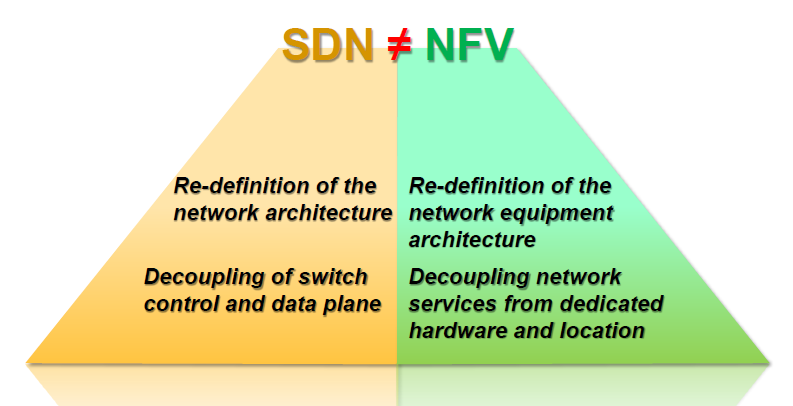 SDN ≠ NFV
Re-definition of the
network architecture
Decoupling of switch
control and data plane
Re-definition of the
network equipment
architecture
Decoupling network
services from dedicated
hardware and location